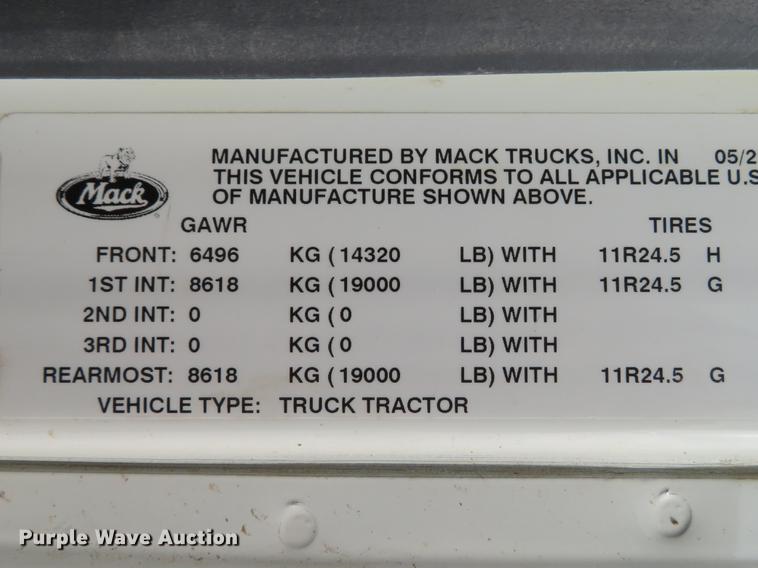 MANUFACTURED BY MACK TRUCKS, INC. IN 05/2
THIS VEHICLE CONFORMS TO ALL APPLICABLE U.S
OF MANUFACTURE SHOWN ABOVE.
Mack
GAWR TIRES
FRONT: 6496 KG (14320 LB) WITH 11R24.5 H
1ST INT: 8618 KG (19000 LB) WITH 11R24.5 G
2ND INT: 0 KG (0 LB) WITH
3RD INT: 0 KG (0 LB) WITH
REARMOST: 8618 KG (19000 LB) WITH 11R24.5 G
VEHICLE TYPE: TRUCK TRACTOR
Purple Wave Auction